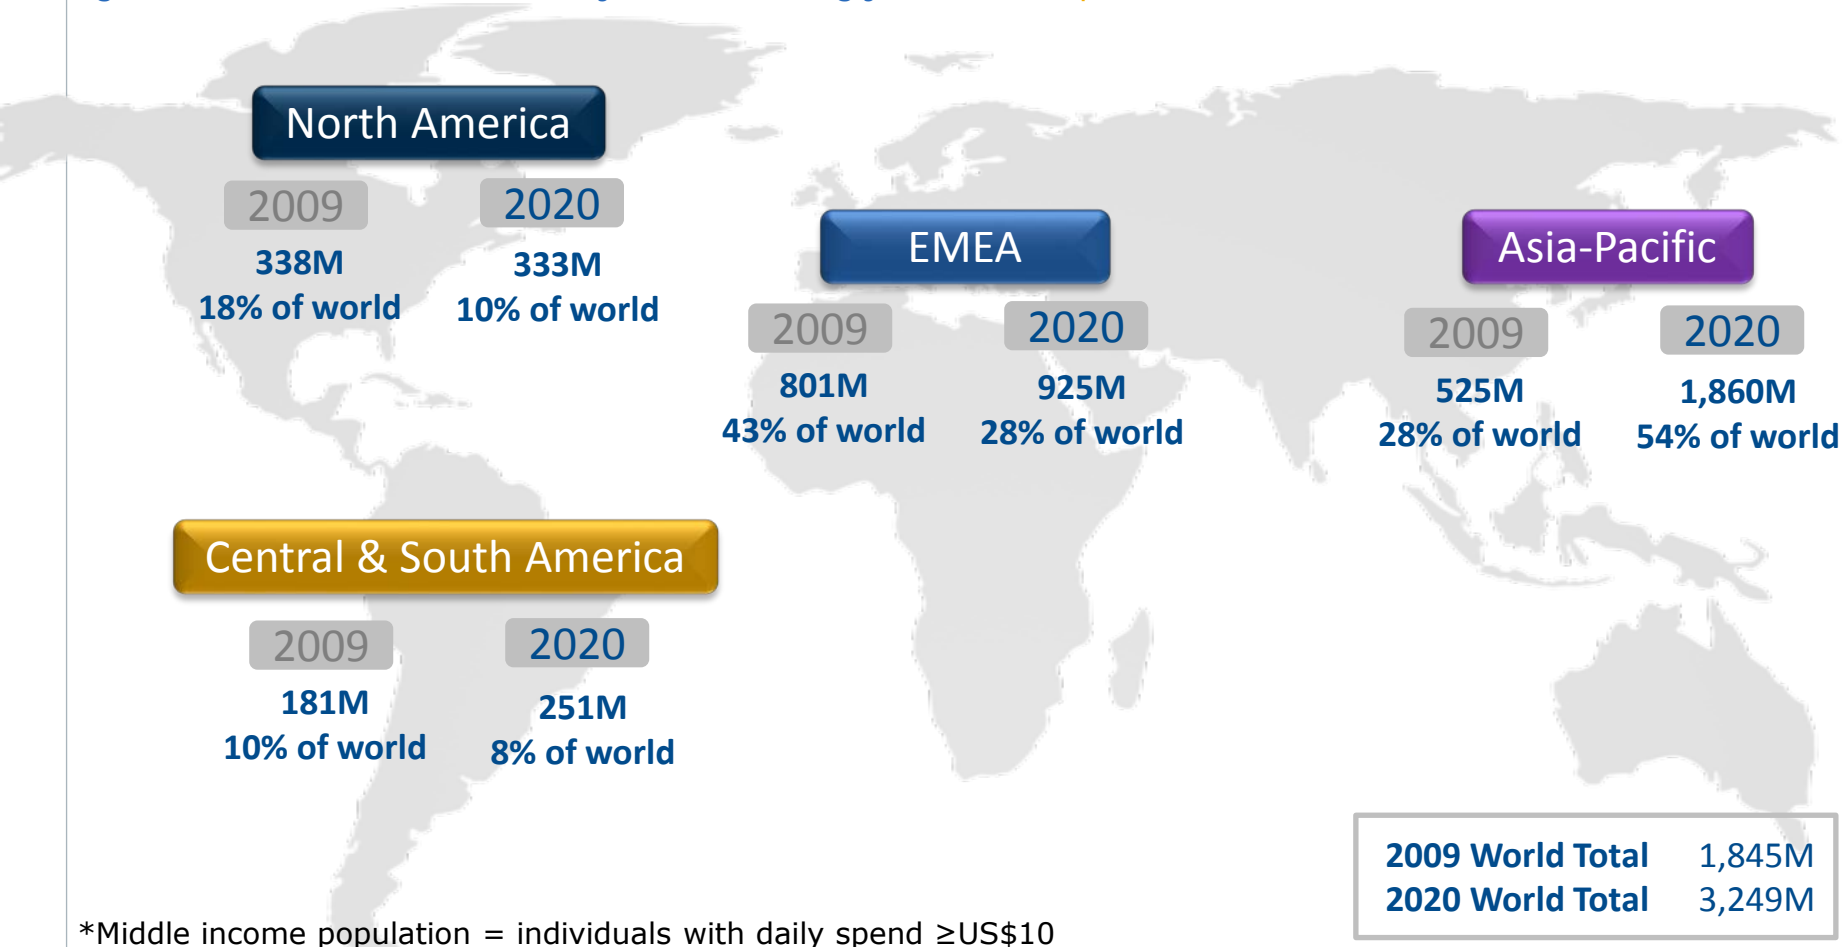 North America
2009 2020
338M 333M
18% of world 10% of world
EMEA
2009 2020
801M 925M
43% of world 28% of world
Asia-Pacific
2009 2020
525M 1,860M
28% of world 54% of world
Central & South America
2009 2020
181M 251M
10% of world 8% of world
2009 World Total 1,845M
2020 World Total 3,249M
*Middle income population = individuals with daily spend ≥US$10